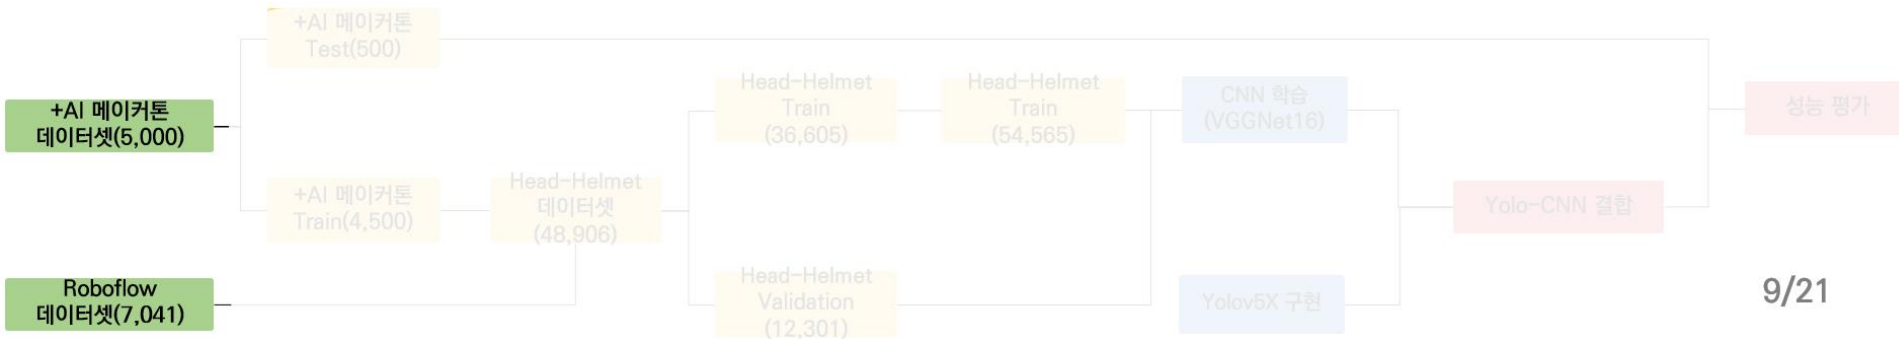 +AI 메이커톤
Test(500)
+AI 메이커톤
데이터셋(5,000)
+AI 메이커톤
Train(4,500)
Head-Helmet
데이터셋
(48,906)
Roboflow
데이터셋(7,041)
Head-Helmet
Train
(36,605)
Head-Helmet
Train
(54,565)
Head-Helmet
Validation
(12,301)
CNN 학습
(VGGNet16)
Yolov5X 구현
Yolo-CNN 결합
성능 평가
9/21